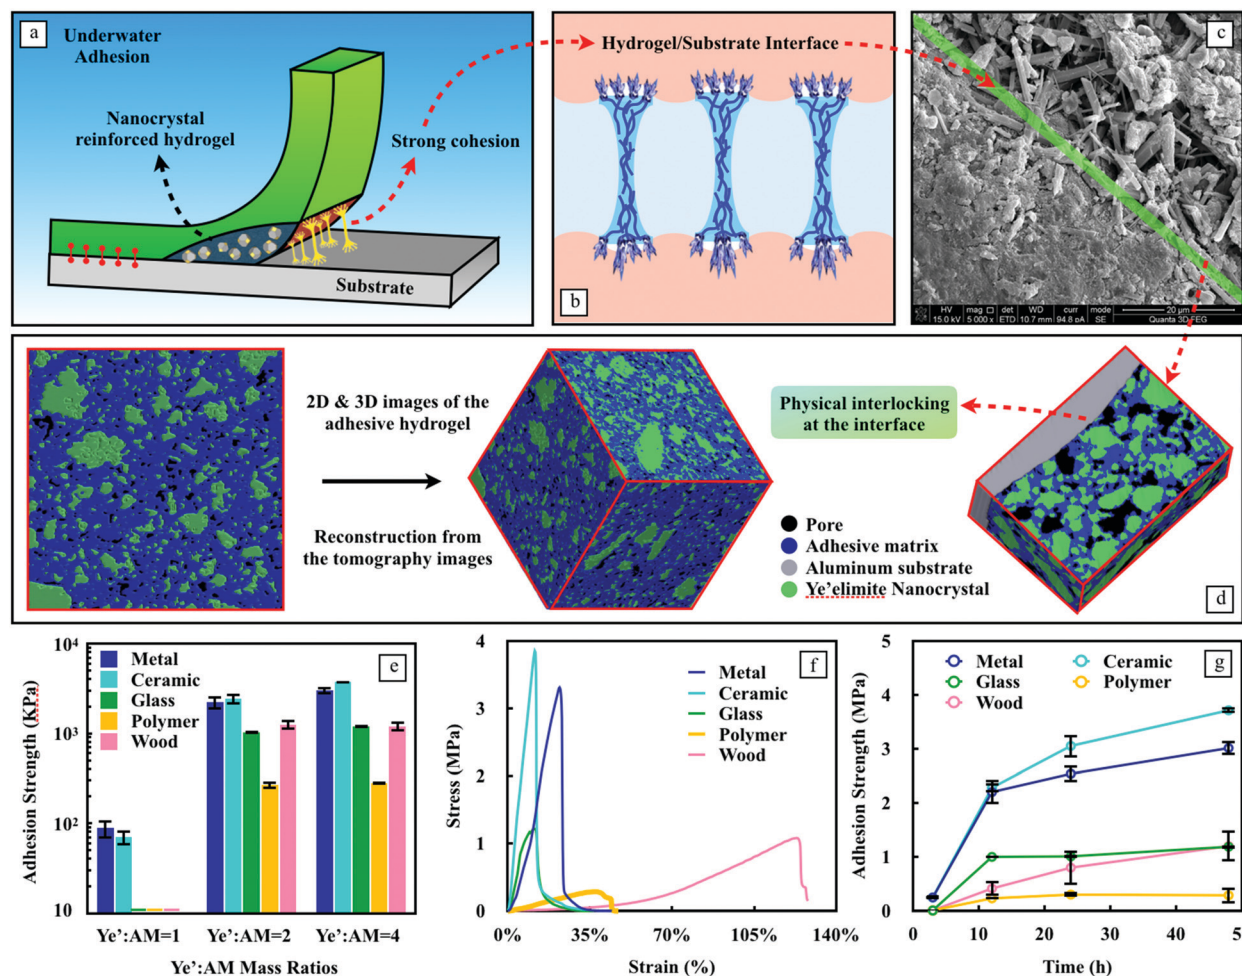 a
Underwater
Adhesion
Nanocrystal
reinforced hydrogel
Strong cohesion
Substrate
Hydrogel/Substrate Interface
b
c
HV
mag
det
WD
curr
mode
20 µm
15.0 kV
5 000 x
ETD
10.7 mm
94.8 pA
SE
Quanta 3D FEG
2D & 3D images of the
adhesive hydrogel
Reconstruction from
the tomography images
Physical interlocking
at the interface
Pore
Adhesive matrix
Aluminum substrate
Ye'elimite Nanocrystal
d
e
Metal
Ceramic
Glass
Polymer
Wood
Adhesion Strength (KPa)
10⁴
10³
10²
10
Ye':AM=1 Ye':AM=2 Ye':AM=4
Ye':AM Mass Ratios
f
Metal
Ceramic
Glass
Polymer
Wood
Stress (MPa)
4
3
2
1
0
0% 35% 70% 105% 140%
Strain (%)
g
Metal Ceramic
Glass Polymer
Wood
Adhesion Strength (MPa)
5
4
3
2
1
0
10 20 30 40 50
Time (h)